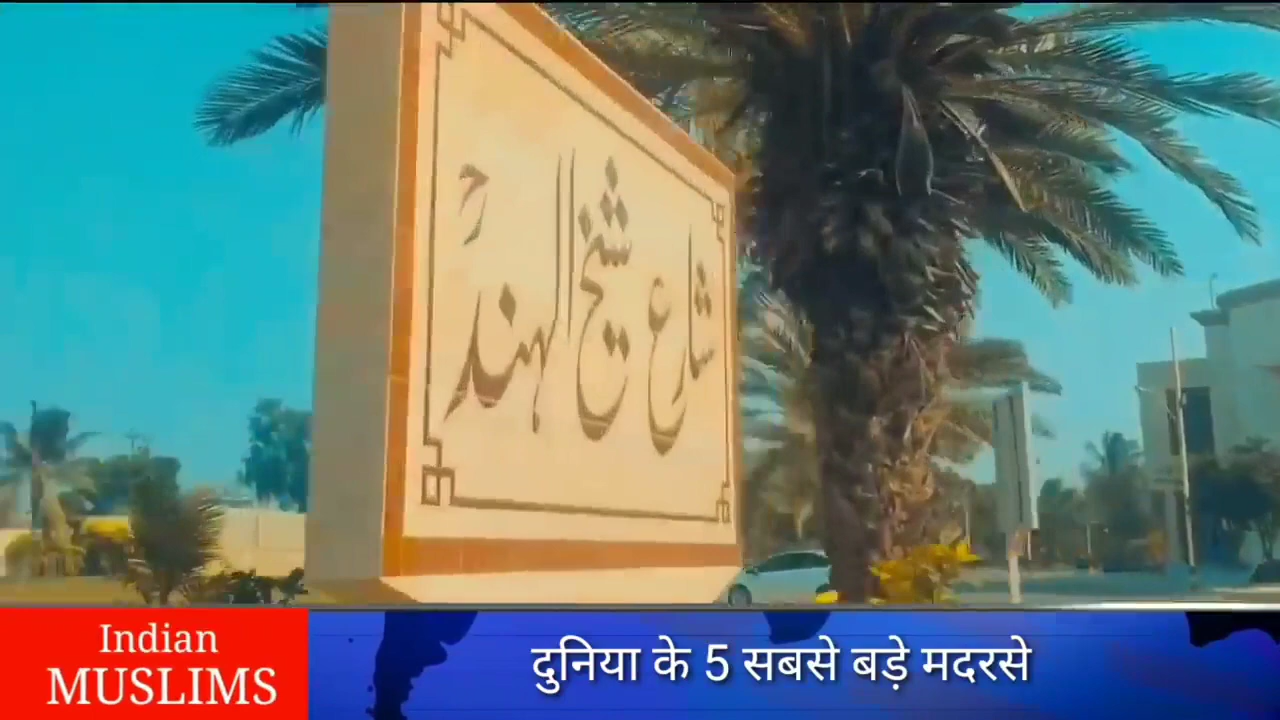 شارع شیخ الہندؒ
Indian
MUSLIMS
दुनिया के 5 सबसे बड़े मदरसे